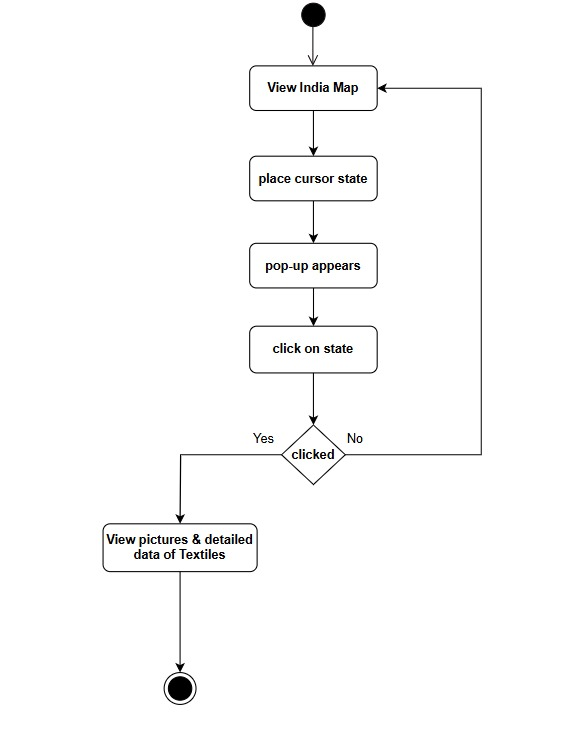 View India Map
place cursor state
pop-up appears
click on state
Yes
No
clicked
View pictures & detailed
data of Textiles